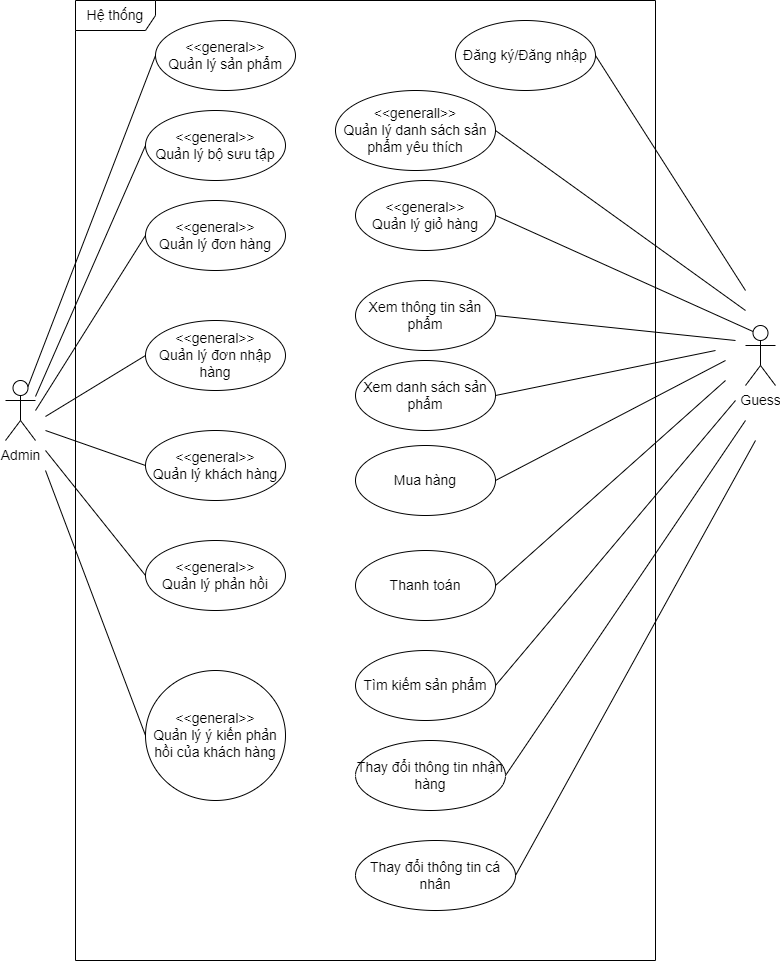 Hệ thống
<<general>>
Quản lý sản phẩm
Đăng ký/Đăng nhập
<<general>>
Quản lý bộ sưu tập
<<generall>>
Quản lý danh sách sản
phẩm yêu thích
<<general>>
Quản lý đơn hàng
<<general>>
Quản lý giỏ hàng
<<general>>
Quản lý đơn nhập
hàng
Xem thông tin sản
phẩm
Xem danh sách sản
phẩm
Admin
Guess
<<general>>
Quản lý khách hàng
Mua hàng
<<general>>
Quản lý phản hồi
Thanh toán
<<general>>
Quản lý ý kiến phản
hồi của khách hàng
Tìm kiếm sản phẩm
Thay đổi thông tin nhận
hàng
Thay đổi thông tin cá
nhân